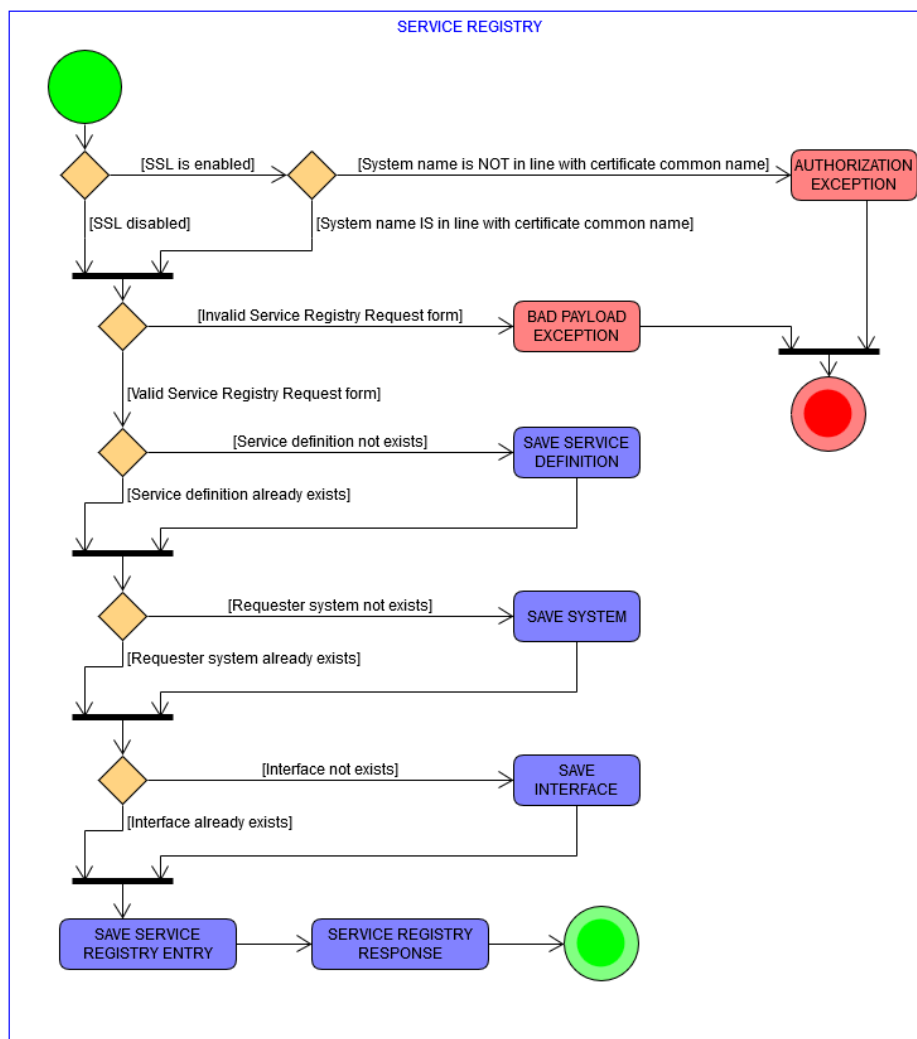 SERVICE REGISTRY
[SSL is enabled]
[System name is NOT in line with certificate common name]
AUTHORIZATION
EXCEPTION
[SSL disabled]
[System name IS in line with certificate common name]
[Invalid Service Registry Request form]
BAD PAYLOAD
EXCEPTION
[Valid Service Registry Request form]
[Service definition not exists]
SAVE SERVICE
DEFINITION
[Service definition already exists]
[Requester system not exists]
SAVE SYSTEM
[Requester system already exists]
[Interface not exists]
SAVE
INTERFACE
[Interface already exists]
SAVE SERVICE
REGISTRY ENTRY
SERVICE REGISTRY
RESPONSE